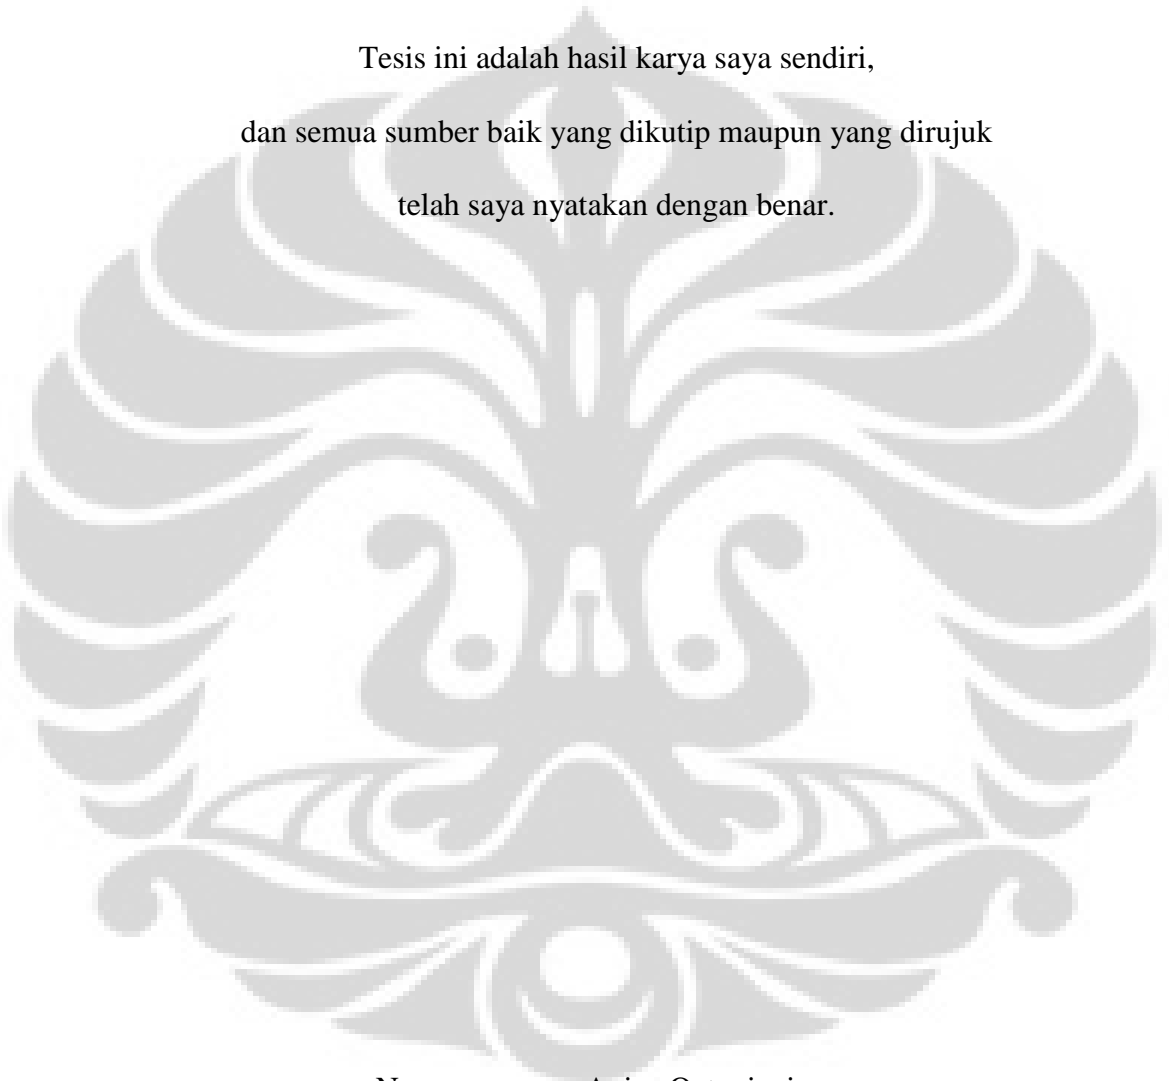 Tesis ini adalah hasil karya saya sendiri,
dan semua sumber baik yang dikutip maupun yang dirujuk
telah saya nyatakan dengan benar.